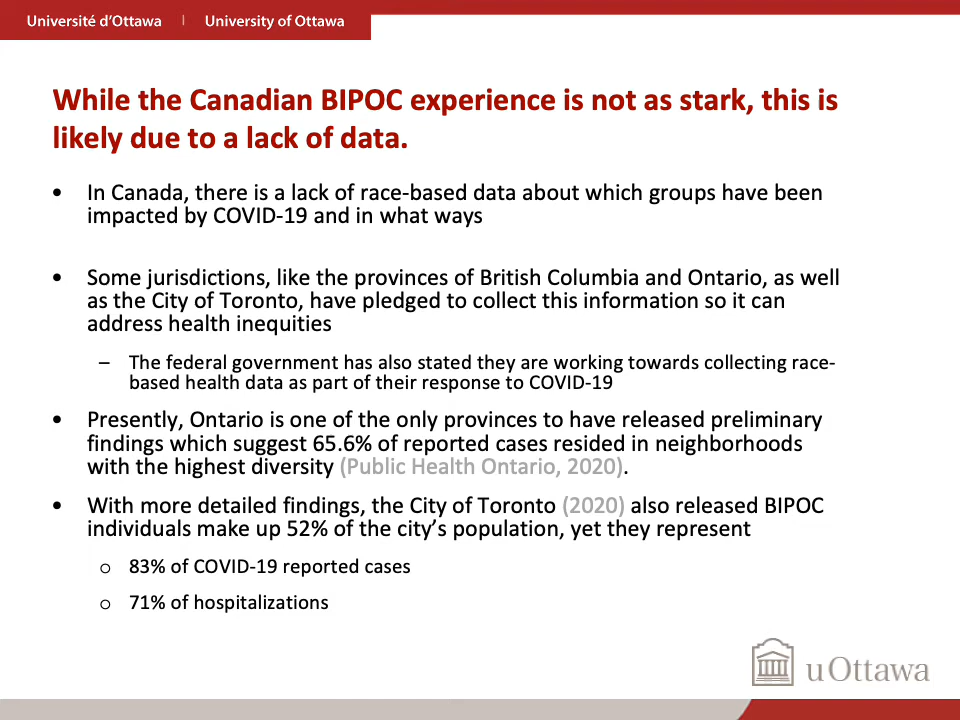 Université d'Ottawa | University of Ottawa
While the Canadian BIPOC experience is not as stark, this is
likely due to a lack of data.
• In Canada, there is a lack of race-based data about which groups have been
impacted by COVID-19 and in what ways
• Some jurisdictions, like the provinces of British Columbia and Ontario, as well
as the City of Toronto, have pledged to collect this information so it can
address health inequities
– The federal government has also stated they are working towards collecting race-
based health data as part of their response to COVID-19
• Presently, Ontario is one of the only provinces to have released preliminary
findings which suggest 65.6% of reported cases resided in neighborhoods
with the highest diversity (Public Health Ontario, 2020).
• With more detailed findings, the City of Toronto (2020) also released BIPOC
individuals make up 52% of the city's population, yet they represent
o 83% of COVID-19 reported cases
o 71% of hospitalizations
uOttawa